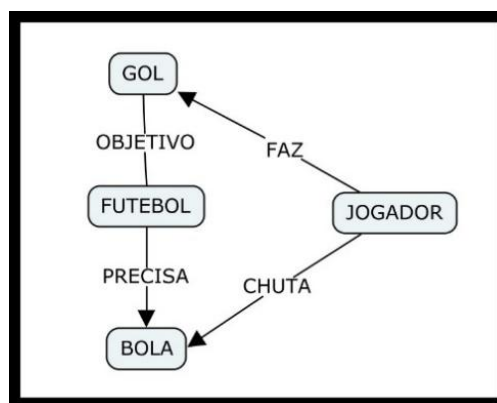 GOL
OBJETIVO
FAZ
FUTEBOL
JOGADOR
PRECISA
CHUTA
BOLA